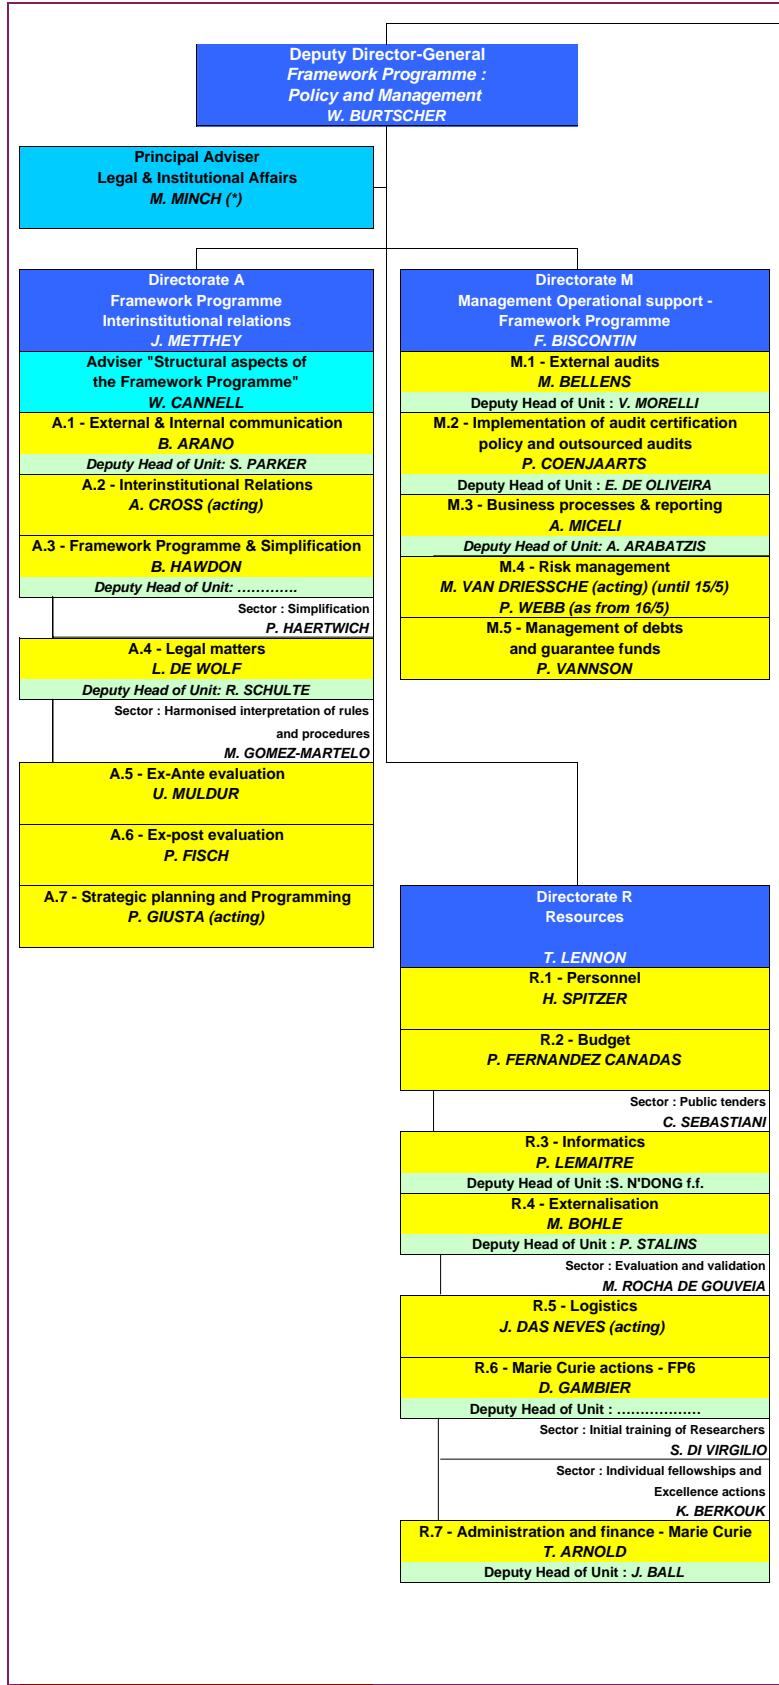 Deputy Director-General
Framework Programme :
Policy and Management
W. BURTSCHER
Principal Adviser
Legal & Institutional Affairs
M. MINCH (*)
Directorate A
Framework Programme
Interinstitutional relations
J. METTHEY
Adviser "Structural aspects of
the Framework Programme"
W. CANNELL
A.1 - External & Internal communication
B. ARANO
Deputy Head of Unit: S. PARKER
A.2 - Interinstitutional Relations
A. CROSS (acting)
A.3 - Framework Programme & Simplification
B. HAWDON
Deputy Head of Unit: ………….
Sector : Simplification
P. HAERTWICH
A.4 - Legal matters
L. DE WOLF
Deputy Head of Unit: R. SCHULTE
Sector : Harmonised interpretation of rules
and procedures
M. GOMEZ-MARTELO
A.5 - Ex-Ante evaluation
U. MULDUR
A.6 - Ex-post evaluation
P. FISCH
A.7 - Strategic planning and Programming
P. GIUSTA (acting)
Directorate M
Management Operational support -
Framework Programme
F. BISCONTIN
M.1 - External audits
M. BELLENS
Deputy Head of Unit : V. MORELLI
M.2 - Implementation of audit certification
policy and outsourced audits
P. COENJAARTS
Deputy Head of Unit : E. DE OLIVEIRA
M.3 - Business processes & reporting
A. MICELI
Deputy Head of Unit: A. ARABATZIS
M.4 - Risk management
M. VAN DRIESSCHE (acting) (until 15/5)
P. WEBB (as from 16/5)
M.5 - Management of debts
and guarantee funds
P. VANNSON
Directorate R
Resources
T. LENNON
R.1 - Personnel
H. SPITZER
R.2 - Budget
P. FERNANDEZ CANADAS
Sector : Public tenders
C. SEBASTIANI
R.3 - Informatics
P. LEMAITRE
Deputy Head of Unit :S. N'DONG f.f.
R.4 - Externalisation
M. BOHLE
Deputy Head of Unit : P. STALINS
Sector : Evaluation and validation
M. ROCHA DE GOUVEIA
R.5 - Logistics
J. DAS NEVES (acting)
R.6 - Marie Curie actions - FP6
D. GAMBIER
Deputy Head of Unit : ………………
Sector : Initial training of Researchers
S. DI VIRGILIO
Sector : Individual fellowships and
Excellence actions
K. BERKOUK
R.7 - Administration and finance - Marie Curie
T. ARNOLD
Deputy Head of Unit : J. BALL